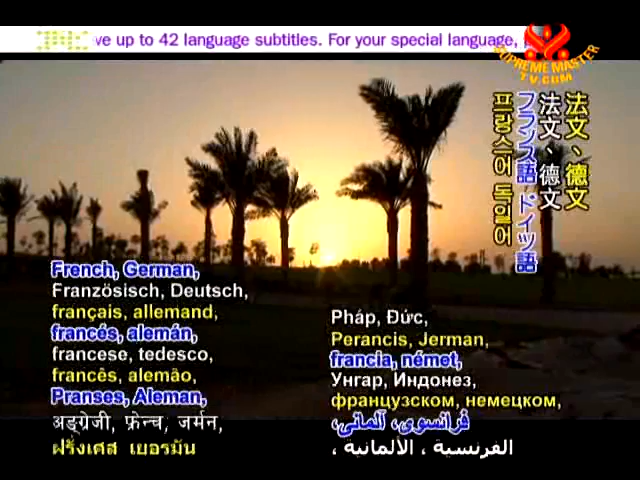 ve up to 42 language subtitles. For your special language,
SUPREME MASTER
TV.COM
法文、德文
法文、德文
フランス語 ドイツ語
프랑스어 독일어
French, German,
Französisch, Deutsch,
français, allemand,
francés, alemán,
francese, tedesco,
francês, alemão,
Pranses, Aleman,
अङ्ग्रेजी, फ्रेन्च, जर्मन,
ฝรั่งเศส เยอรมัน
Pháp, Đức,
Perancis, Jerman,
francia, német,
Унгар, Индонез,
французском, немецком,
فرانسوی، آلمانی،
الفرنسية ، الألمانية ،